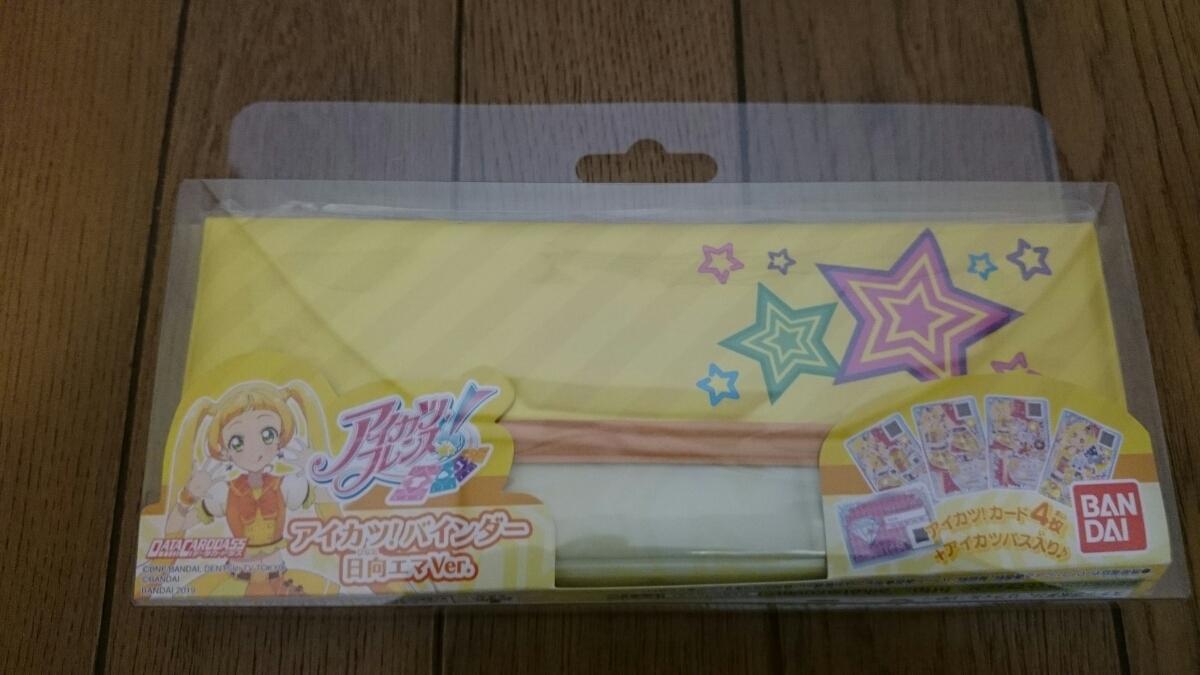 アイカツ
フレンズ!
アイカツ!バインダー
日向エマVer.
DATA CARDDASS
©BNP, BANDAI, DENTSU, TV TOKYO
©BANDAI
BANDAI 2019
アイカツ!カード4枚
+アイカツパス入り♪
BAN
DAI